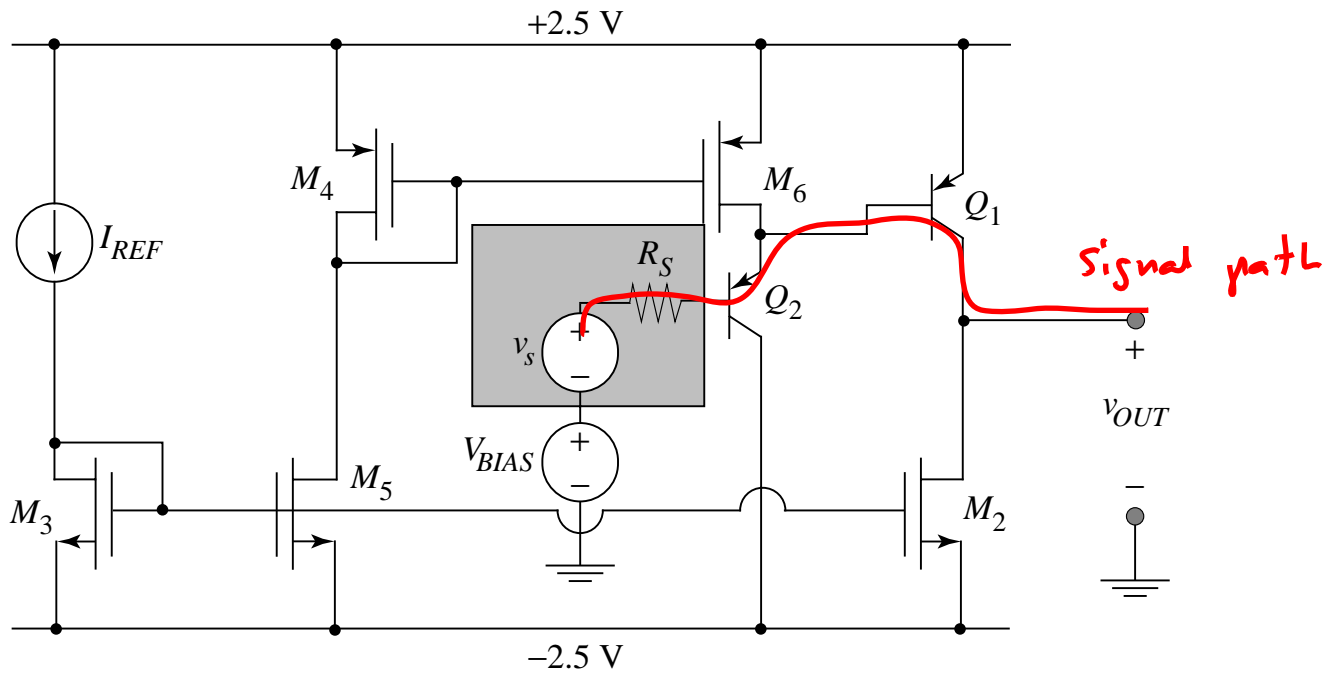 +2.5 V
M4
M6
Q1
IREF
RS
signal path
Q2
+
vs
−
+
vOUT
VBIAS
+
−
M5
−
M3
M2
−2.5 V